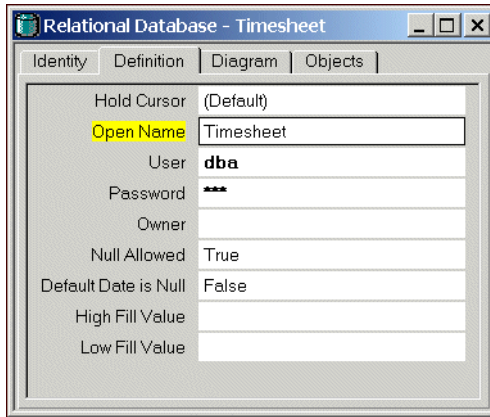 Relational Database - Timesheet
Identity Definition Diagram Objects
Hold Cursor (Default)
Open Name Timesheet
User dba
Password ***
Owner
Null Allowed True
Default Date is Null False
High Fill Value
Low Fill Value